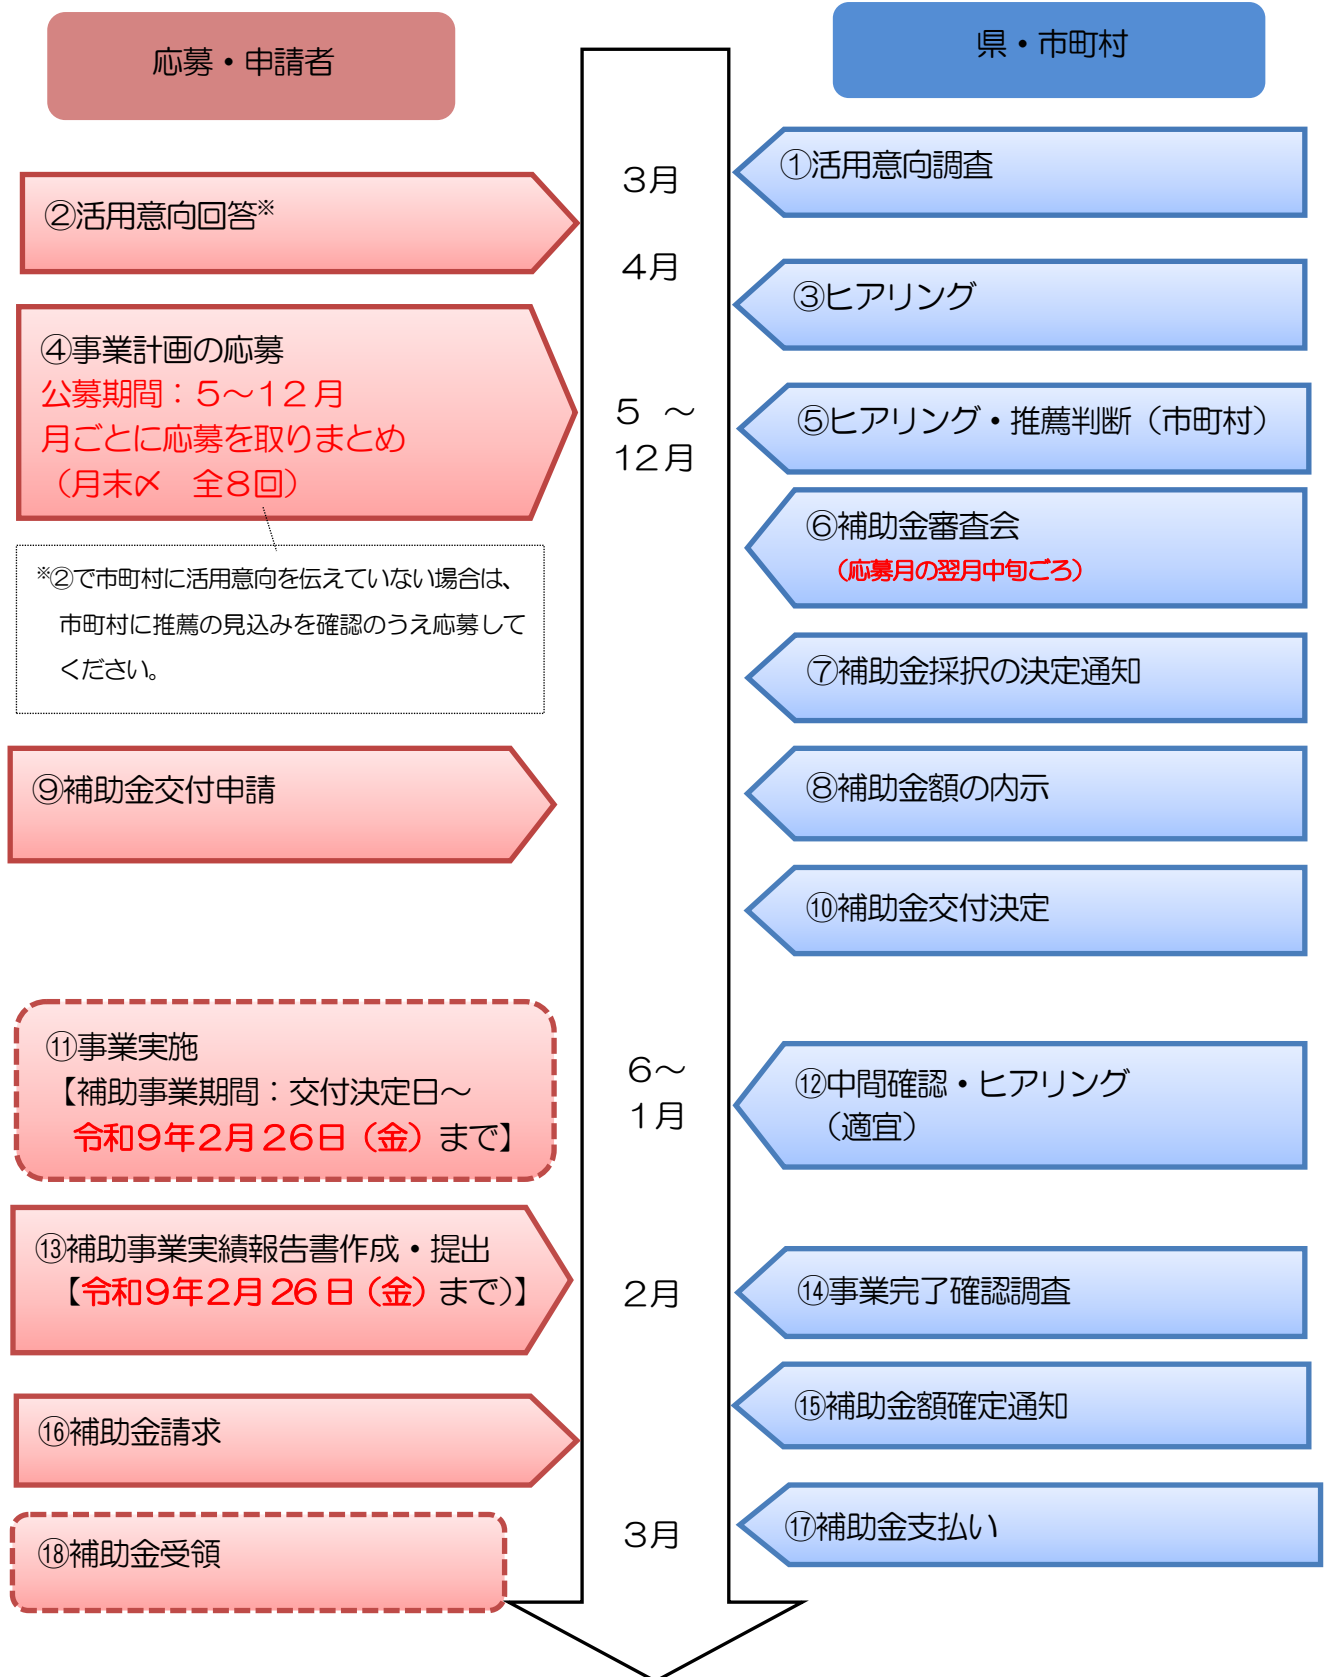 応募・申請者
県・市町村
3月
①活用意向調査
②活用意向回答※
4月
③ヒアリング
④事業計画の応募
公募期間：5～12月
月ごとに応募を取りまとめ
（月末〆　全8回）
5 ～
12月
⑤ヒアリング・推薦判断（市町村）
⑥補助金審査会
（応募月の翌月中旬ごろ）
※②で市町村に活用意向を伝えていない場合は、
市町村に推薦の見込みを確認のうえ応募して
ください。
⑦補助金採択の決定通知
⑧補助金額の内示
⑨補助金交付申請
⑩補助金交付決定
⑪事業実施
【補助事業期間：交付決定日～
令和9年2月26日（金）まで】
6～
1月
⑫中間確認・ヒアリング
（適宜）
⑬補助事業実績報告書作成・提出
【令和9年2月26日（金）まで)】
2月
⑭事業完了確認調査
⑮補助金額確定通知
⑯補助金請求
3月
⑰補助金支払い
⑱補助金受領